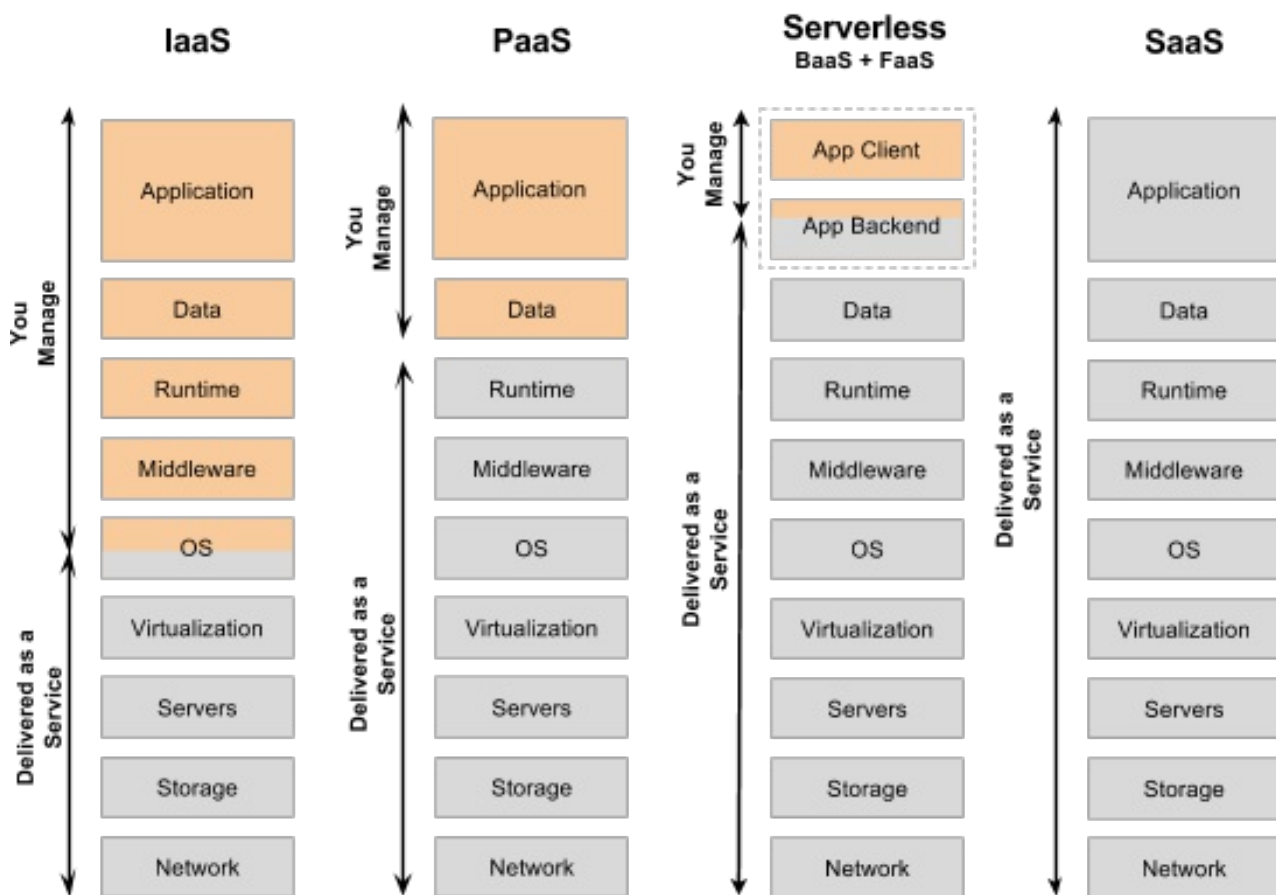 IaaS
You
Manage
Delivered as a
Service
Application
Data
Runtime
Middleware
OS
Virtualization
Servers
Storage
Network
PaaS
You
Manage
Delivered as a
Service
Application
Data
Runtime
Middleware
OS
Virtualization
Servers
Storage
Network
Serverless
BaaS + FaaS
You
Manage
Delivered as a
Service
App Client
App Backend
Data
Runtime
Middleware
OS
Virtualization
Servers
Storage
Network
SaaS
Delivered as a
Service
Application
Data
Runtime
Middleware
OS
Virtualization
Servers
Storage
Network